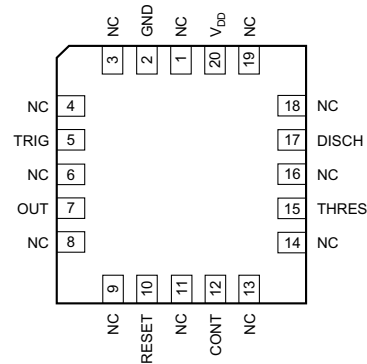 NC GND NC VDD NC
3 2 1 20 19
NC 4 18 NC
TRIG 5 17 DISCH
NC 6 16 NC
OUT 7 15 THRES
NC 8 14 NC
9 10 11 12 13
NC RESET NC CONT NC